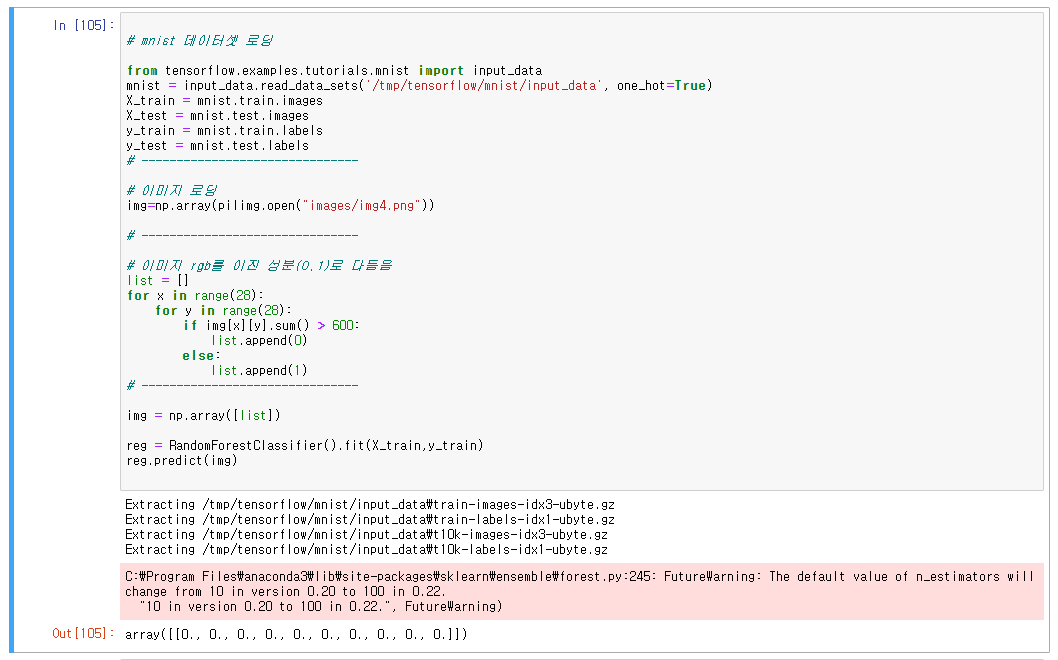 In [105]:
# mnist 데이터셋 로딩
from tensorflow.examples.tutorials.mnist import input_data
mnist = input_data.read_data_sets('/tmp/tensorflow/mnist/input_data', one_hot=True)
X_train = mnist.train.images
X_test = mnist.test.images
y_train = mnist.train.labels
y_test = mnist.test.labels
# -------------------------------
# 이미지 로딩
img=np.array(pilimg.open("images/img4.png"))
# -------------------------------
# 이미지 rgb를 이진 성분(0,1)로 다듬음
list = []
for x in range(28):
    for y in range(28):
        if img[x][y].sum() > 600:
            list.append(0)
        else:
            list.append(1)
# -------------------------------
img = np.array([list])
reg = RandomForestClassifier().fit(X_train,y_train)
reg.predict(img)
Extracting /tmp/tensorflow/mnist/input_data₩train-images-idx3-ubyte.gz
Extracting /tmp/tensorflow/mnist/input_data₩train-labels-idx1-ubyte.gz
Extracting /tmp/tensorflow/mnist/input_data₩t10k-images-idx3-ubyte.gz
Extracting /tmp/tensorflow/mnist/input_data₩t10k-labels-idx1-ubyte.gz
C:₩Program Files₩anaconda3₩lib₩site-packages₩sklearn₩ensemble₩forest.py:245: FutureWarning: The default value of n_estimators will
change from 10 in version 0.20 to 100 in 0.22.
  "10 in version 0.20 to 100 in 0.22.", FutureWarning)
Out[105]: array([[0., 0., 0., 0., 0., 0., 0., 0., 0., 0.]])